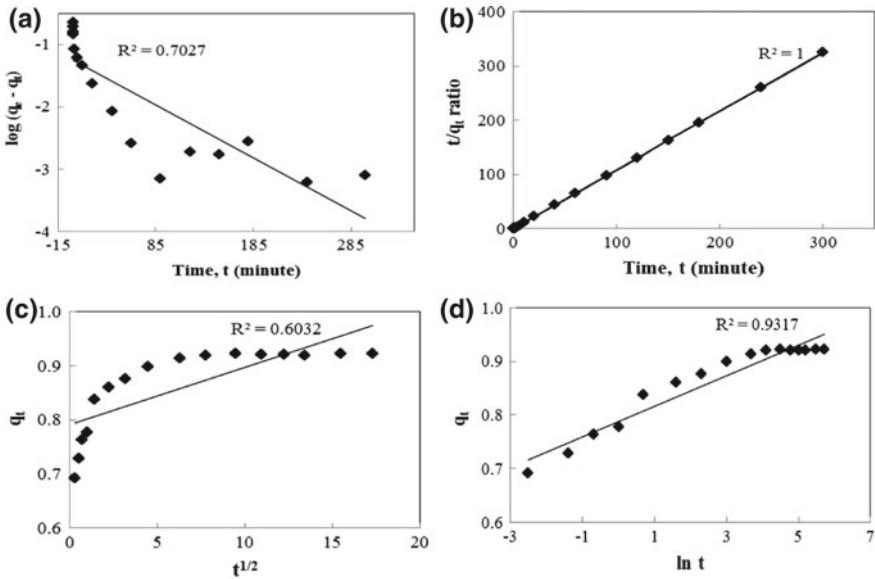 (a)
-1
-2
-3
-4
-15
85
185
285
R² = 0.7027
log (qₑ - qₜ)
Time, t (minute)
(b)
400
300
200
100
0
0
100
200
300
R² = 1
t/qₜ ratio
Time, t (minute)
(c)
1.0
0.9
0.8
0.7
0.6
0
5
10
15
20
R² = 0.6032
qₜ
t¹/²
(d)
1.0
0.9
0.8
0.7
0.6
-3
-1
1
3
5
7
R² = 0.9317
qₜ
ln t